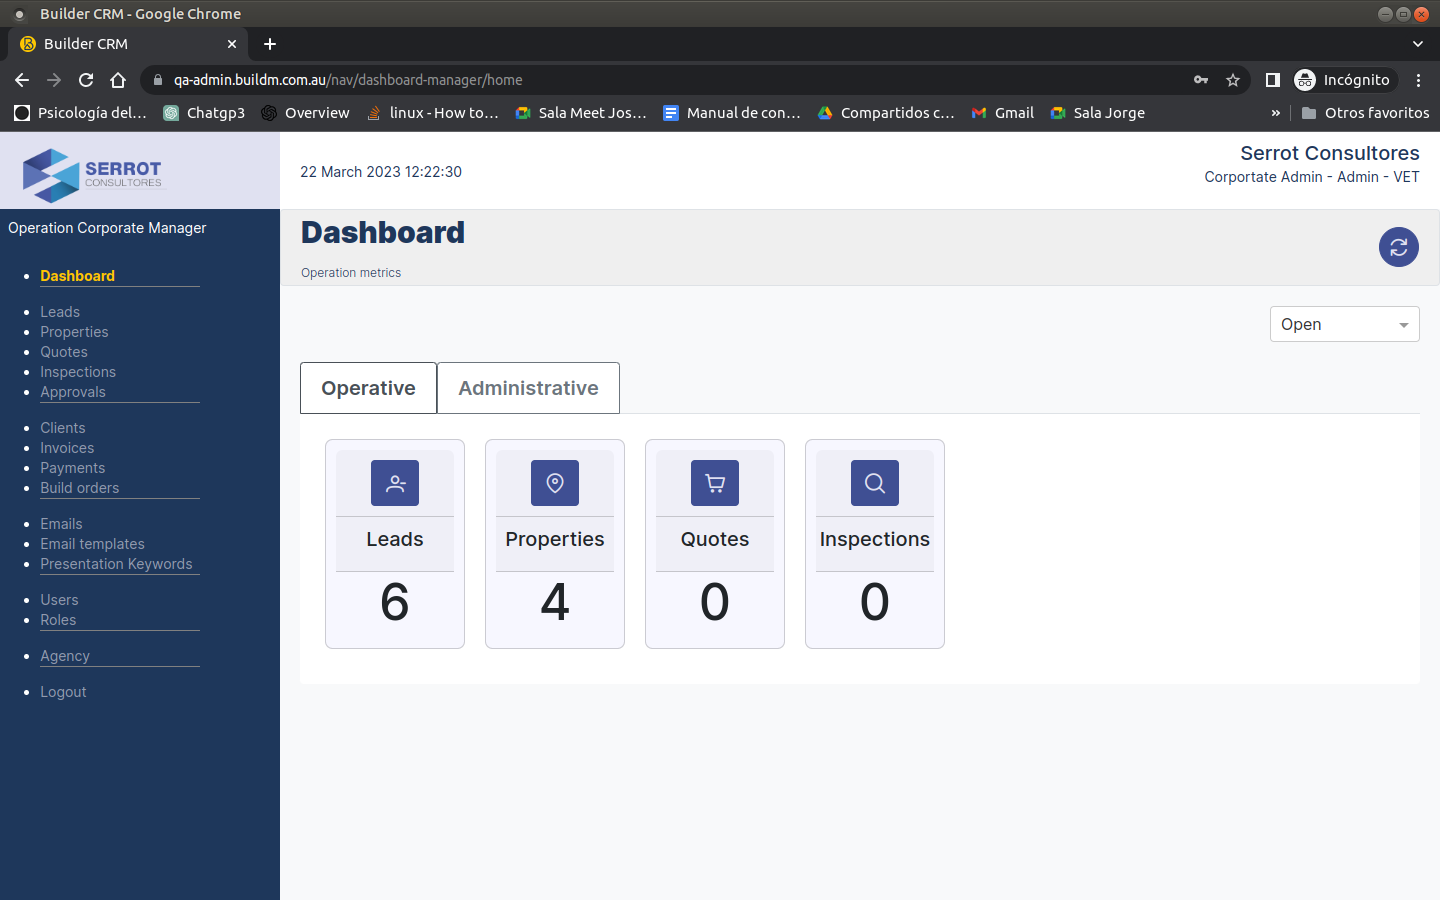 Builder CRM - Google Chrome
Builder CRM
qa-admin.buildm.com.au/nav/dashboard-manager/home
Incógnito
Psicología del...
Chatgp3
Overview
linux - How to...
Sala Meet Jos...
Manual de con...
Compartidos c...
Gmail
Sala Jorge
»
Otros favoritos
SERROT
CONSULTORES
22 March 2023 12:22:30
Serrot Consultores
Corportate Admin - Admin - VET
Operation Corporate Manager
Dashboard
Leads
Properties
Quotes
Inspections
Approvals
Clients
Invoices
Payments
Build orders
Emails
Email templates
Presentation Keywords
Users
Roles
Agency
Logout
Dashboard
Operation metrics
Open
Operative
Administrative
Leads
6
Properties
4
Quotes
0
Inspections
0